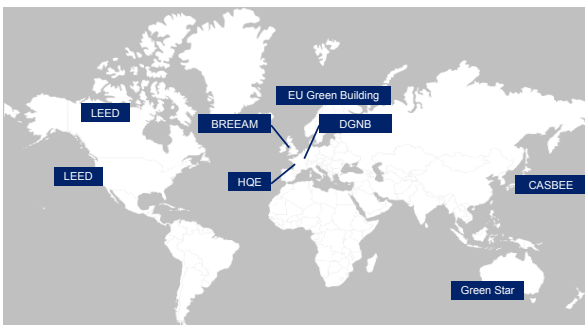 EU Green Building
LEED
BREEAM
DGNB
LEED
HQE
CASBEE
Green Star